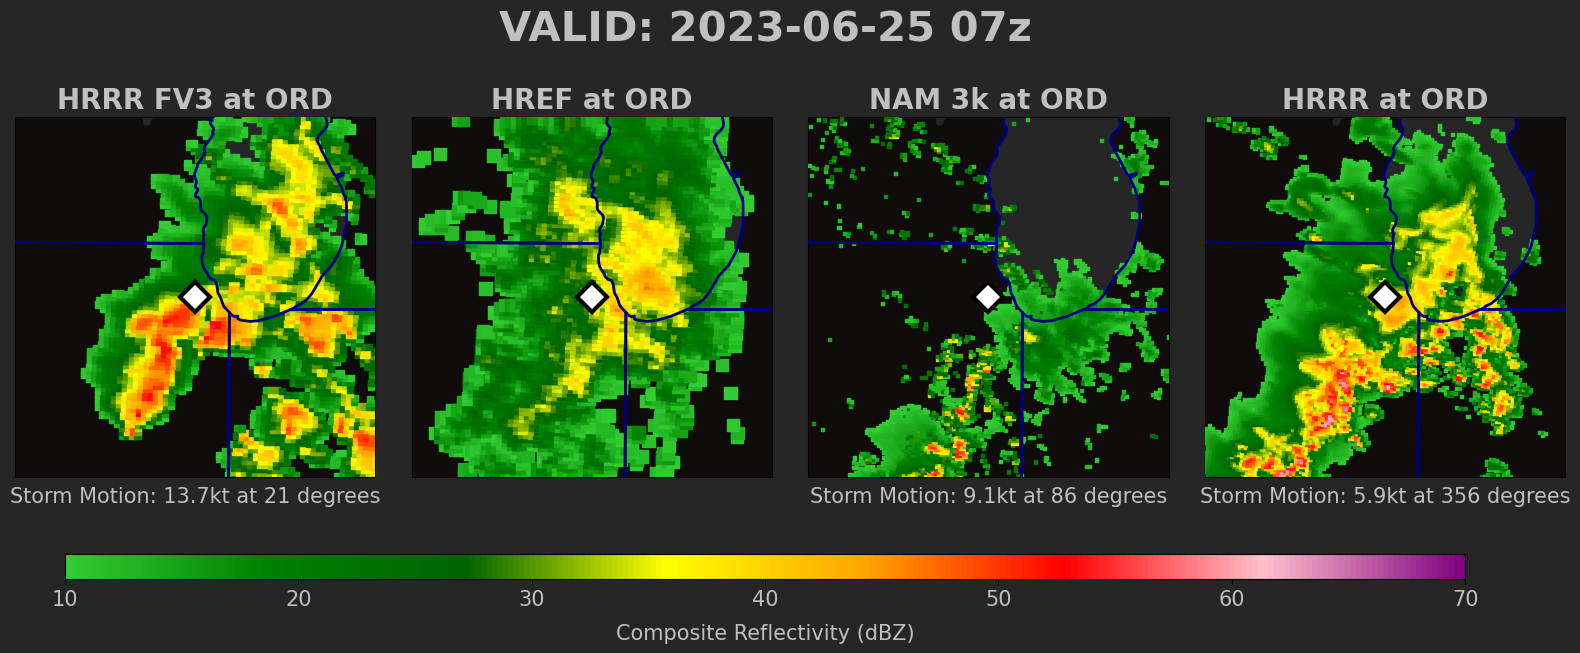 VALID: 2023-06-25 07z
HRRR FV3 at ORD
HREF at ORD
NAM 3k at ORD
HRRR at ORD
Storm Motion: 13.7kt at 21 degrees
Storm Motion: 9.1kt at 86 degrees
Storm Motion: 5.9kt at 356 degrees
10 20 30 40 50 60 70
Composite Reflectivity (dBZ)